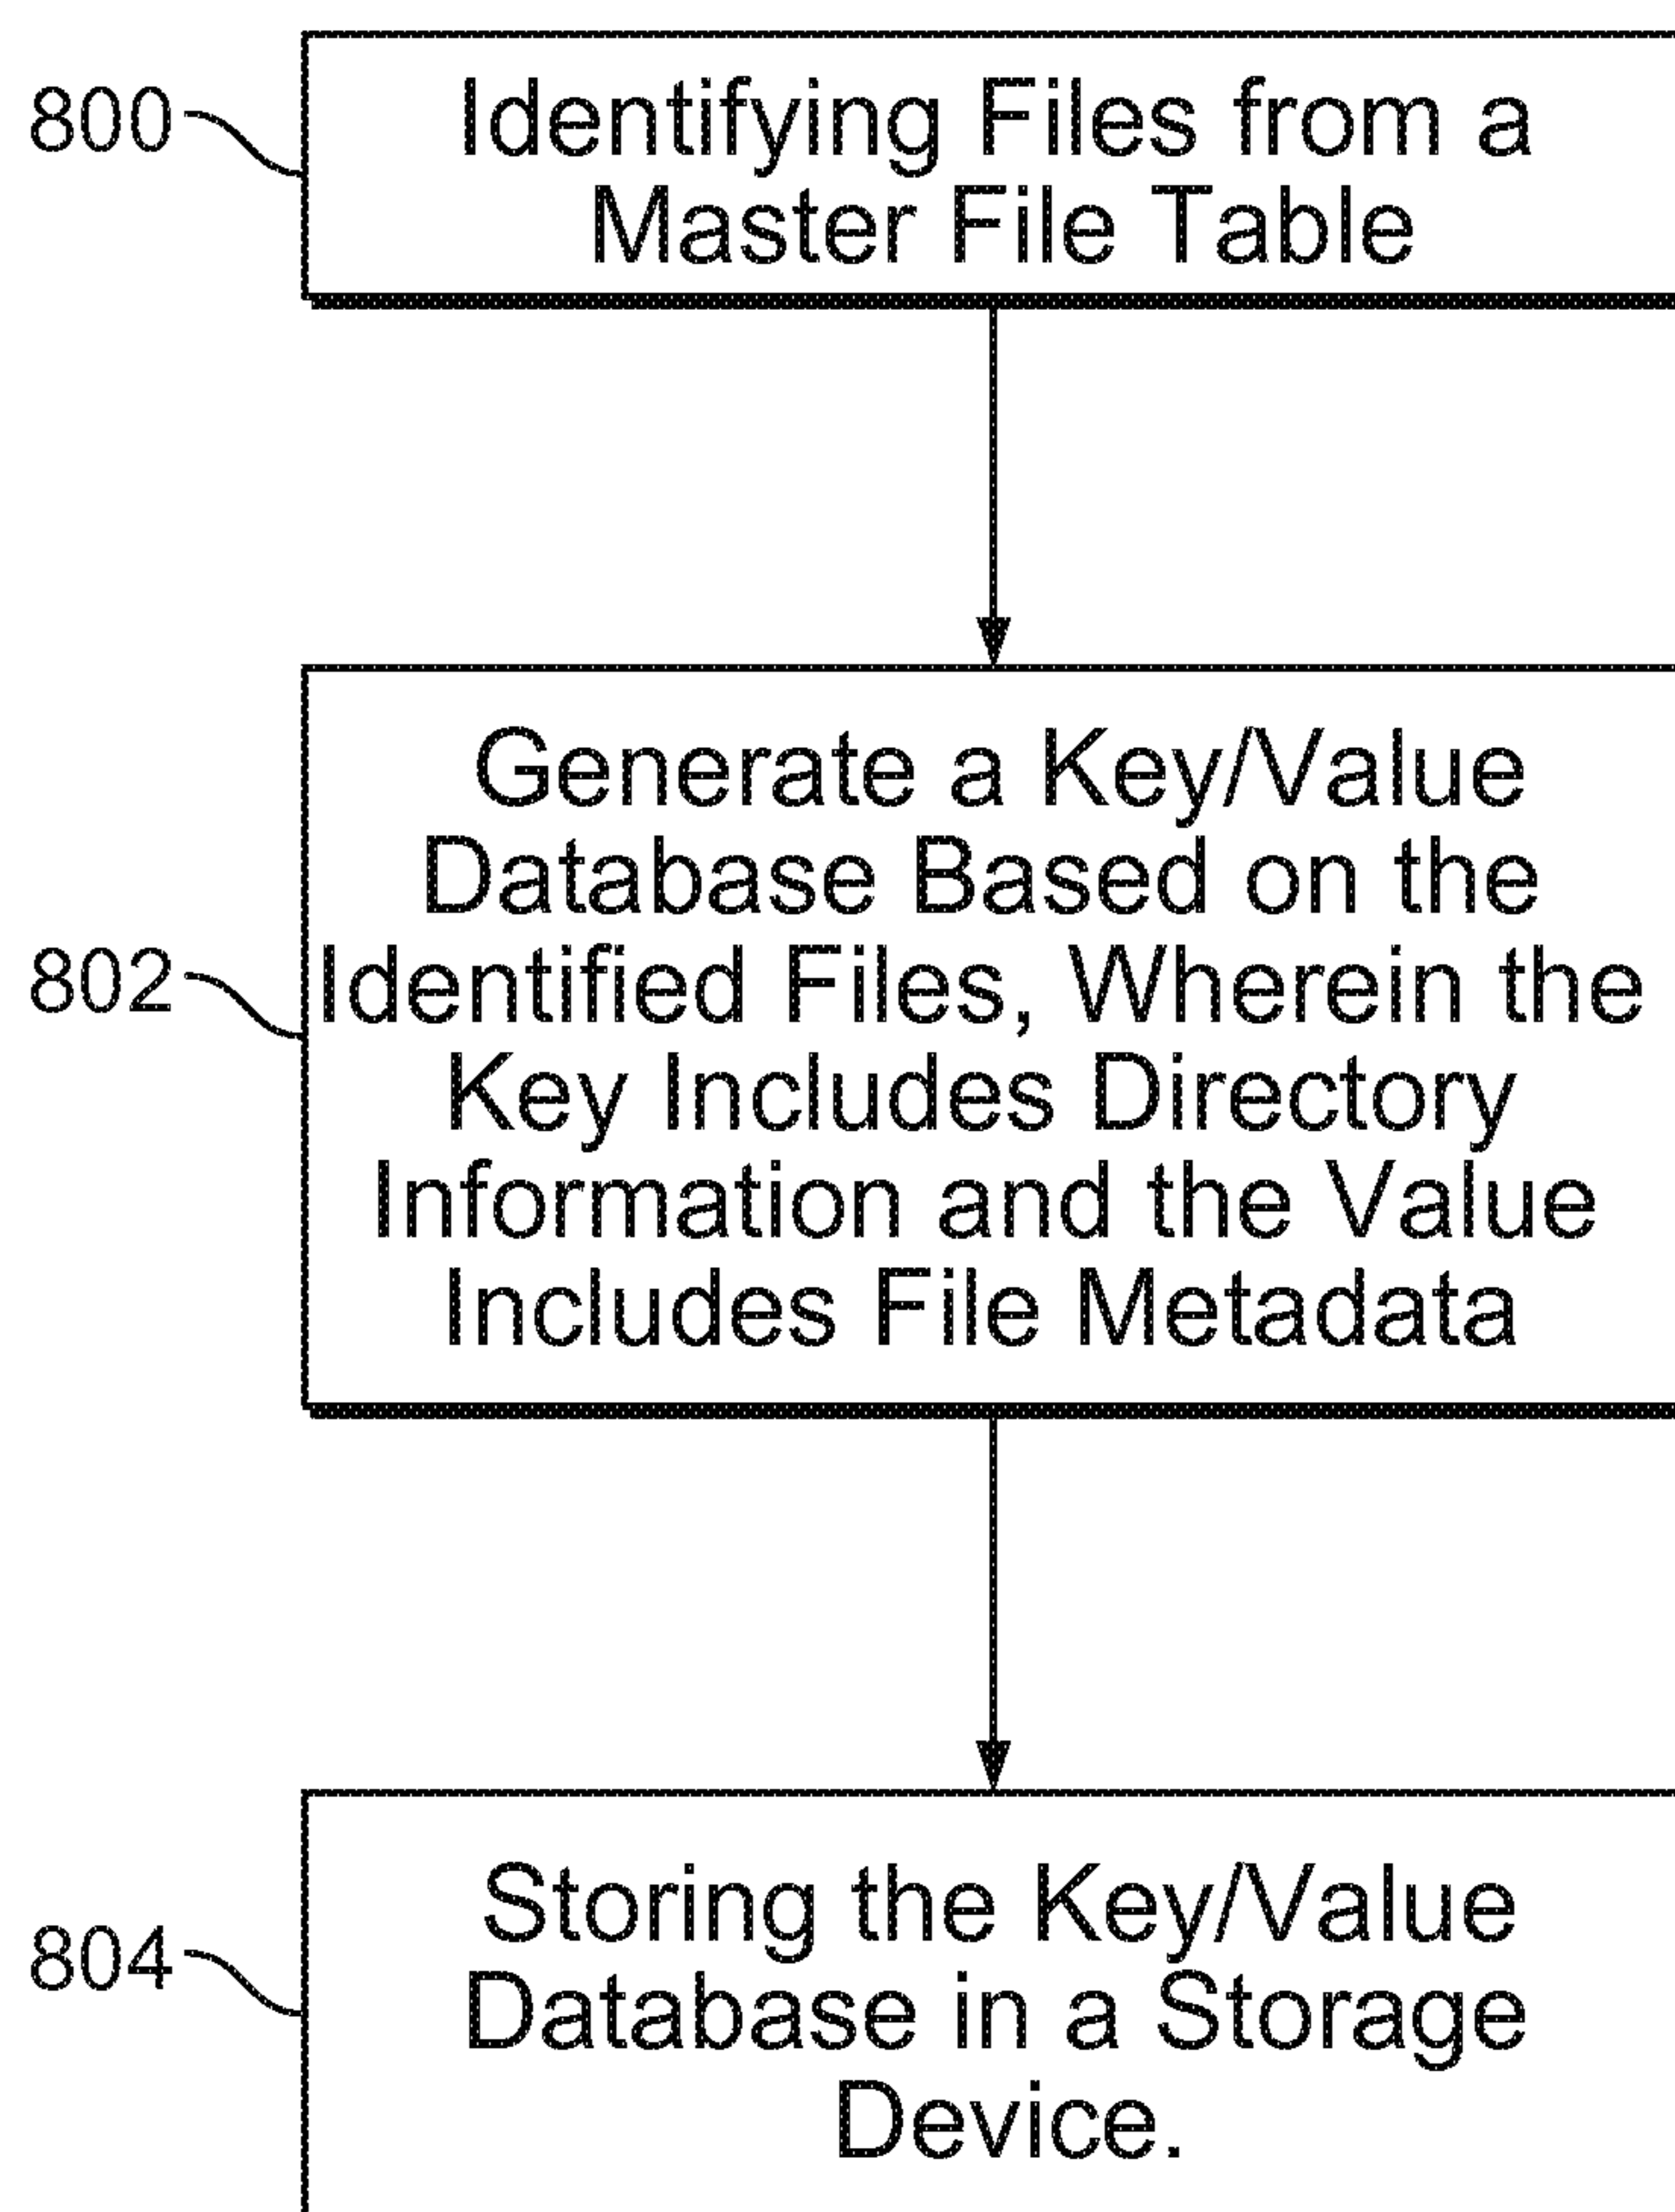 800
Identifying Files from a
Master File Table
802
Generate a Key/Value
Database Based on the
Identified Files, Wherein the
Key Includes Directory
Information and the Value
Includes File Metadata
804
Storing the Key/Value
Database in a Storage
Device.